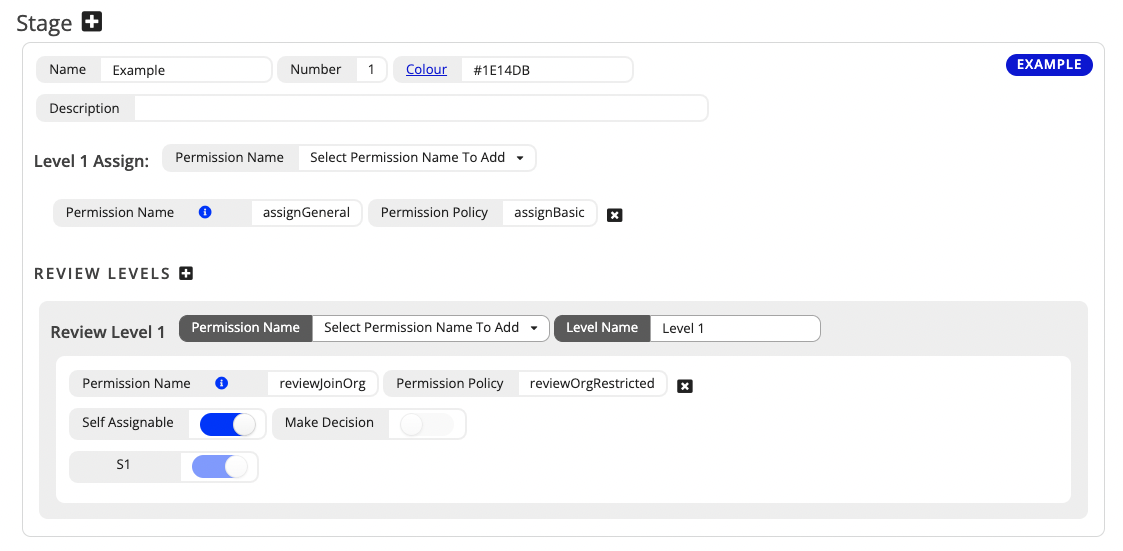 Stage
Name Example Number 1 Colour #1E14DB EXAMPLE
Description
Level 1 Assign: Permission Name Select Permission Name To Add
Permission Name assignGeneral Permission Policy assignBasic
REVIEW LEVELS
Review Level 1 Permission Name Select Permission Name To Add Level Name Level 1
Permission Name reviewJoinOrg Permission Policy reviewOrgRestricted
Self Assignable Make Decision
S1